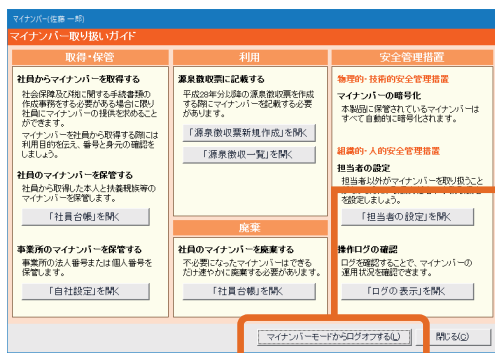 マイナンバー(佐藤 一郎)
マイナンバー取り扱いガイド
取得・保管
社員からマイナンバーを取得する
社会保障及び税に関する手続書類の
作成事務をする必要がある場合に限り
社員にマイナンバーの提供を求めること
ができます。
マイナンバーを社員から取得する際には
利用目的を伝え、番号と身元の確認を
しましょう。
社員のマイナンバーを保管する
社員から取得した本人と扶養親族等の
マイナンバーを保管します。
「社員台帳」を開く
事業所のマイナンバーを保管する
事業所の法人番号または個人番号を
保管します。
「自社設定」を開く
利用
源泉徴収票に記載する
平成28年分以降の源泉徴収票を作成
する際にマイナンバーを記載する必要
があります。
「源泉徴収票新規作成」を開く
「源泉徴収一覧」を開く
廃棄
社員のマイナンバーを廃棄する
不必要になったマイナンバーはできる
だけ速やかに廃棄する必要があります。
「社員台帳」を開く
安全管理措置
物理的・技術的安全管理措置
マイナンバーの暗号化
本製品に保管されているマイナンバーは
すべて自動的に暗号化されます。
組織的・人的安全管理措置
担当者の設定
担当者以外がマイナンバーを取り扱うこと
を設定しましょう。
「担当者の設定」を開く
操作ログの確認
ログを確認することで、マイナンバーの
運用状況を確認できます。
「ログの表示」を開く
マイナンバーモードからログオフする(L)
閉じる(C)